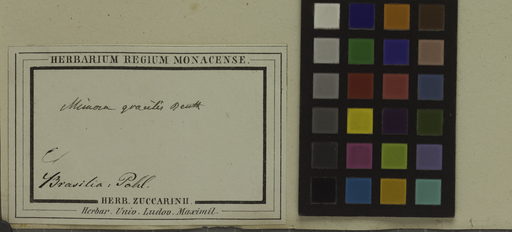 HERBARIUM REGIUM MONACENSE.
Mimosa gracilis Benth
Brasilia: Pohl.
HERB. ZUCCARINII.
Herbar. Univ. Ludov. Maximil.